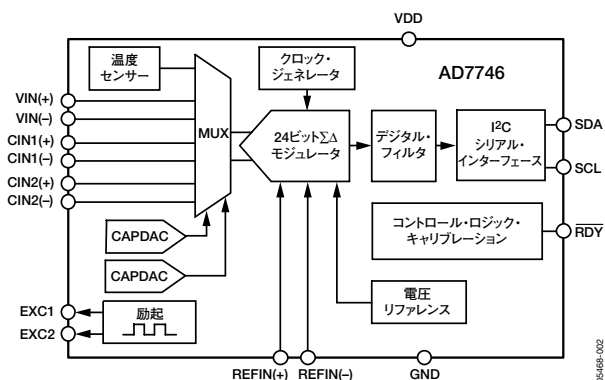 VDD
AD7746
温度
センサー
クロック・
ジェネレータ
VIN(+)
VIN(−)
CIN1(+)
CIN1(−)
CIN2(+)
CIN2(−)
MUX
24ビットΣΔ
モジュレータ
デジタル・
フィルタ
I2C
シリアル・
インターフェース
SDA
SCL
CAPDAC
CAPDAC
コントロール・ロジック・
キャリブレーション
RDY
EXC1
EXC2
励起
電圧
リファレンス
REFIN(+)
REFIN(−)
GND
05468-002